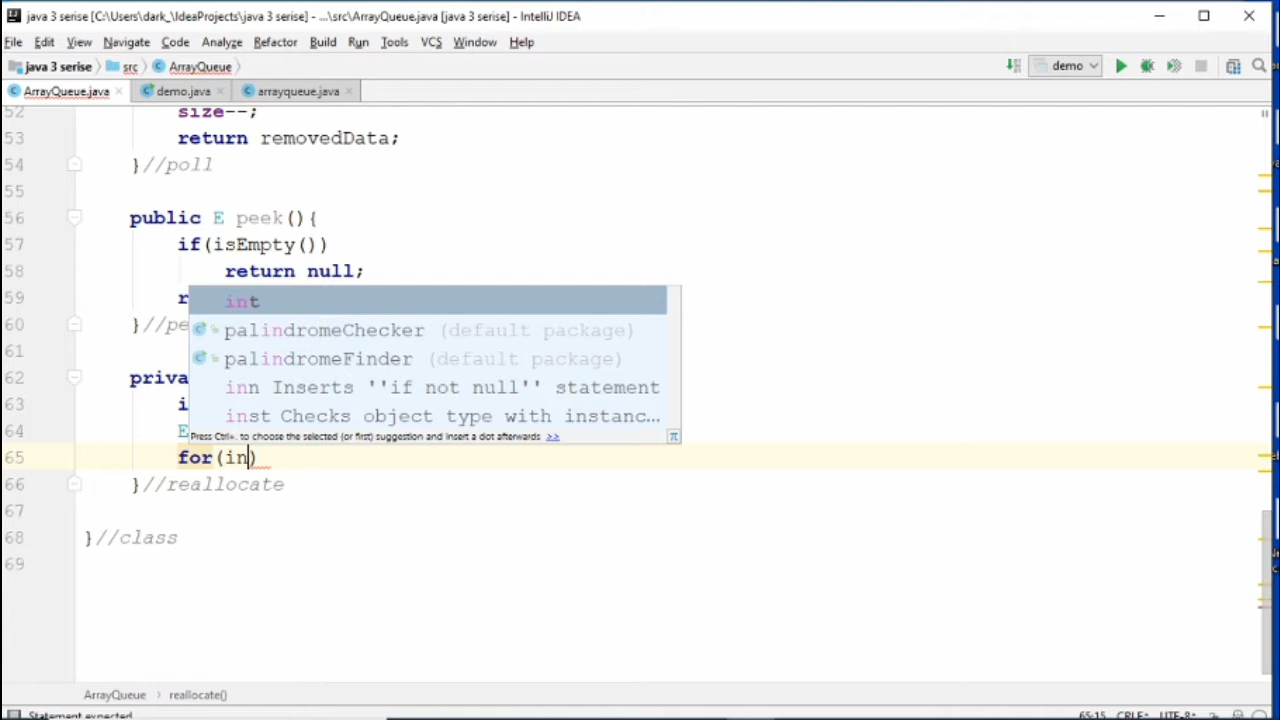 java 3 serise [C:\Users\dark_\IdeaProjects\java 3 serise] - ...\src\ArrayQueue.java [java 3 serise] - IntelliJ IDEA
File Edit View Navigate Code Analyze Refactor Build Run Tools VCS Window Help
java 3 serise src ArrayQueue demo
ArrayQueue.java demo.java arrayqueue.java
52 size--;
53 return removedData;
54 }//poll
55
56 public E peek(){
57 if(isEmpty())
58 return null;
59 r
60 }//pe
61
62 priva
63 i
64 E
int
palindromeChecker (default package)
palindromeFinder (default package)
inn Inserts ''if not null'' statement
inst Checks object type with instanc...
Press Ctrl+. to choose the selected (or first) suggestion and insert a dot afterwards >> π
65 for(in)
66 }//reallocate
67
68 }//class
69
ArrayQueue › reallocate()
Statement expected 65:15 CRLF÷ UTF-8÷